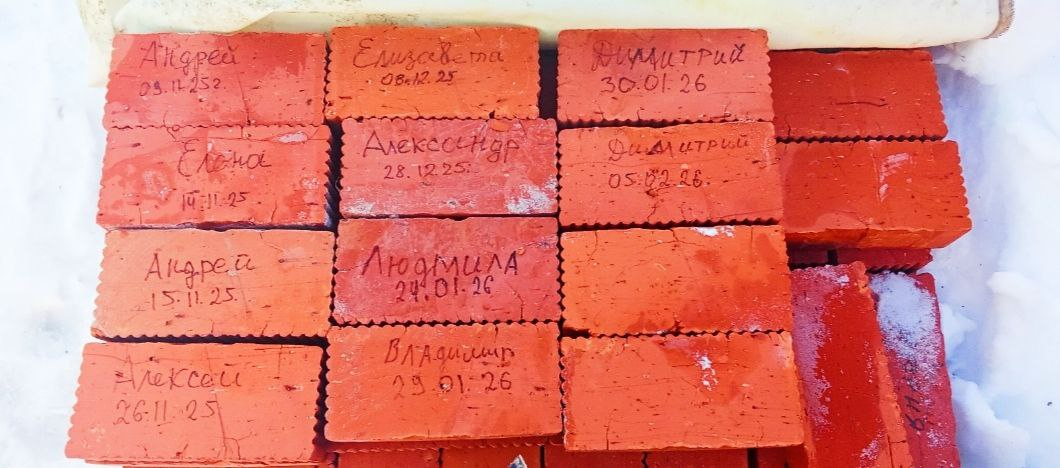 Андрей
09.11.25г.
Елена
14.11.25
Андрей
15.11.25.
Алексей
26.11.25
Елизавета
08.12.25
Александр
28.12.25.
Людмила
24.01.26
Владимир
29.01.26
Димитрий
30.01.26
Димитрий
05.02.26.